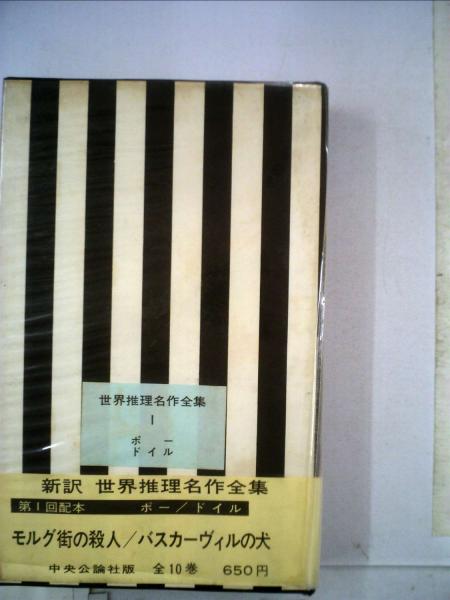 世界推理名作全集
1
ポー
ドイル
新訳 世界推理名作全集
第1回配本 ポー/ドイル
モルグ街の殺人/バスカーヴィルの犬
中央公論社版 全10巻 650円